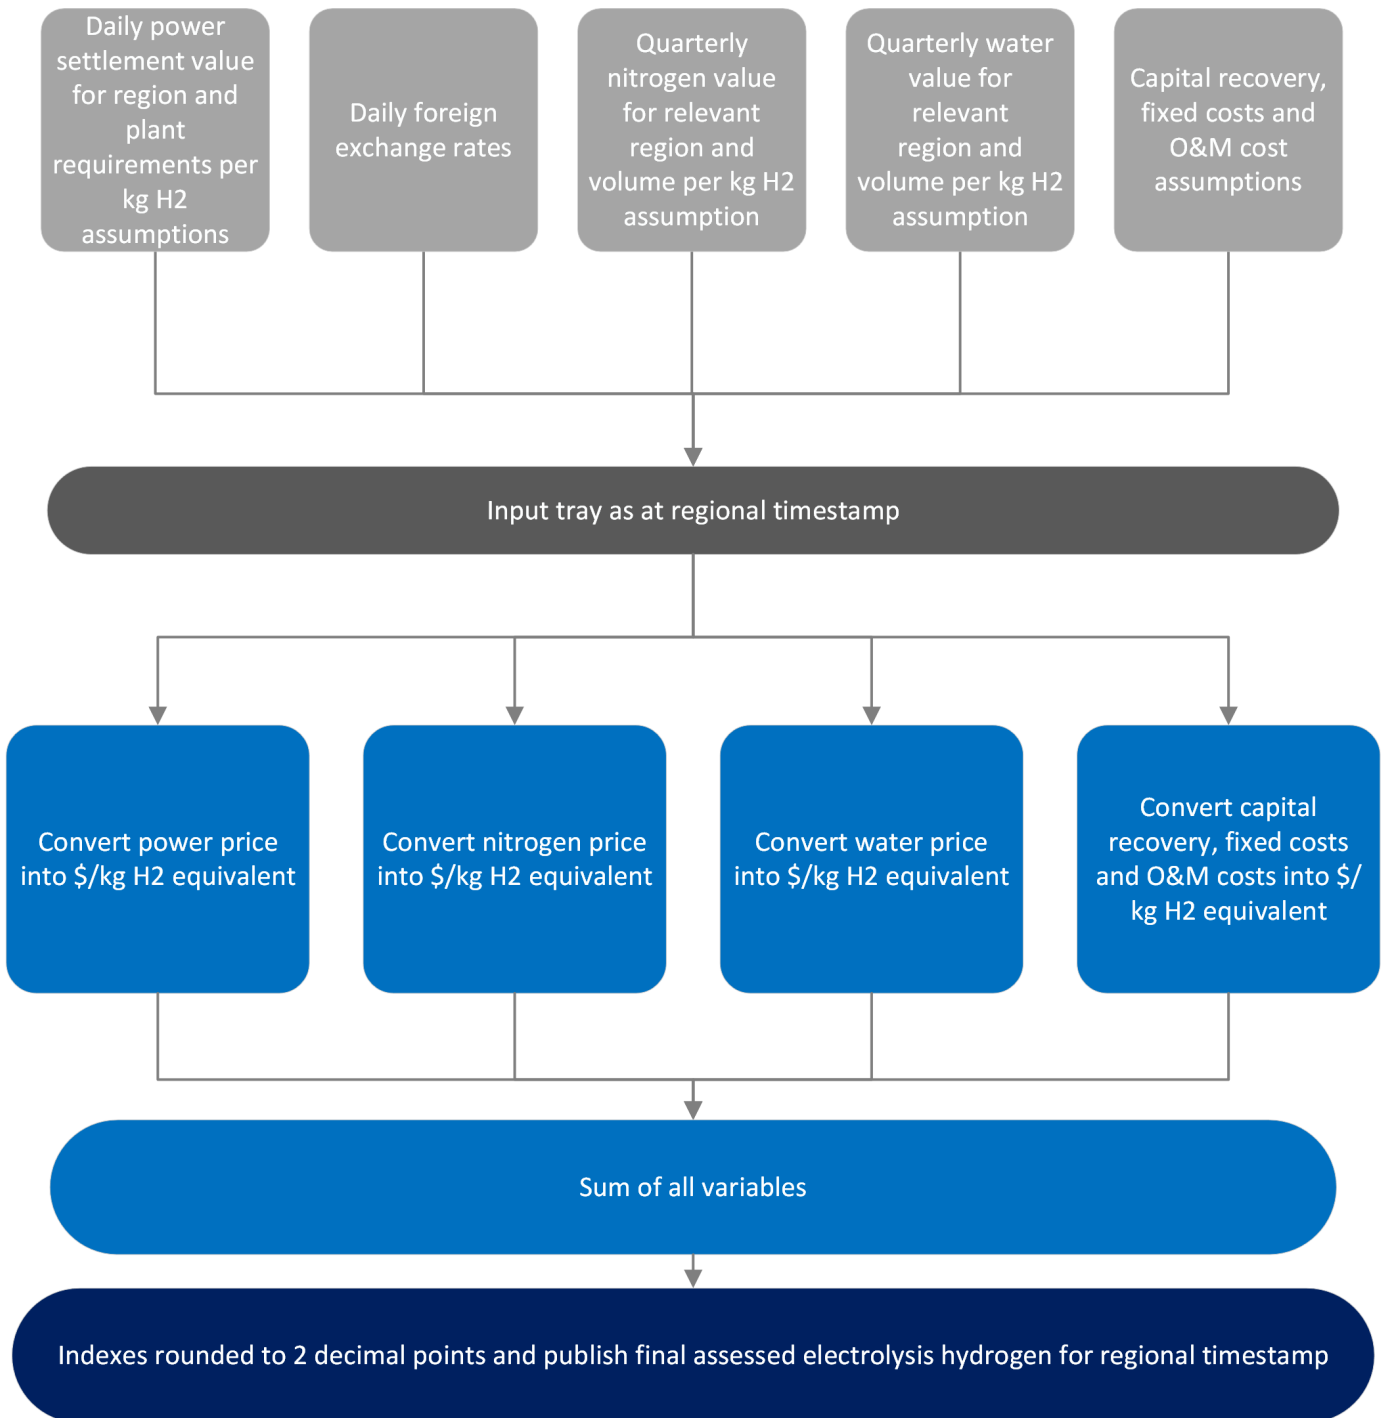 Daily power
settlement value
for region and
plant
requirements per
kg H2
assumptions
Daily foreign
exchange rates
Quarterly
nitrogen value
for relevant
region and
volume per kg H2
assumption
Quarterly water
value for
relevant
region and
volume per kg H2
assumption
Capital recovery,
fixed costs and
O&M cost
assumptions
Input tray as at regional timestamp
Convert power price
into $/kg H2 equivalent
Convert nitrogen price
into $/kg H2 equivalent
Convert water price
into $/kg H2 equivalent
Convert capital
recovery, fixed costs
and O&M costs into $/
kg H2 equivalent
Sum of all variables
Indexes rounded to 2 decimal points and publish final assessed electrolysis hydrogen for regional timestamp